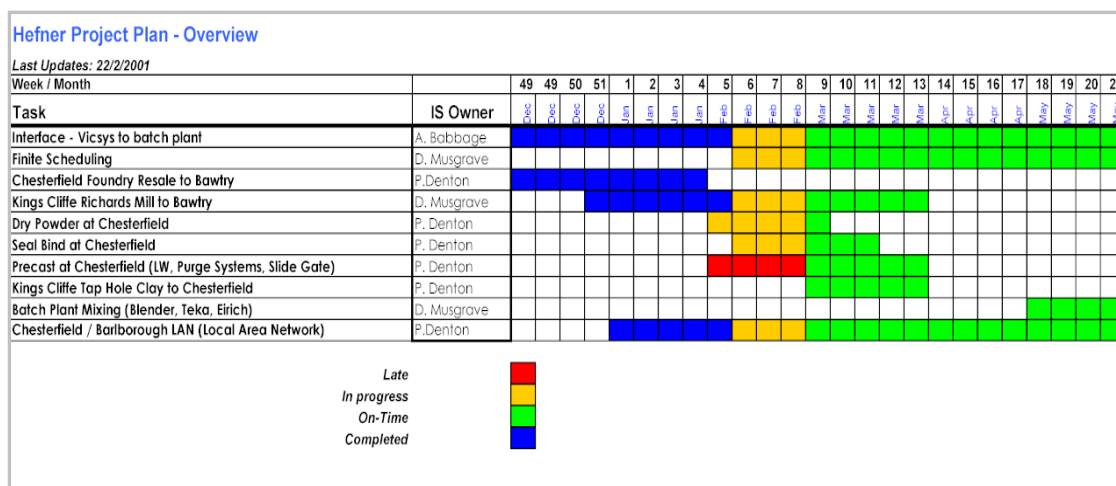 Hefner Project Plan - Overview
Last Updates: 22/2/2001
Week / Month 49 49 50 51 1 2 3 4 5 6 7 8 9 10 11 12 13 14 15 16 17 18 19 20
Task IS Owner Dec Dec Dec Dec Jan Jan Jan Jan Feb Feb Feb Feb Mar Mar Mar Mar Mar Apr Apr Apr Apr May May May
Interface - Vicsys to batch plant A. Babbage
Finite Scheduling D. Musgrave
Chesterfield Foundry Resale to Bawtry P.Denton
Kings Cliffe Richards Mill to Bawtry D. Musgrave
Dry Powder at Chesterfield P. Denton
Seal Bind at Chesterfield P. Denton
Precast at Chesterfield (LW, Purge Systems, Slide Gate) P. Denton
Kings Cliffe Tap Hole Clay to Chesterfield P. Denton
Batch Plant Mixing (Blender, Teka, Eirich) D. Musgrave
Chesterfield / Barlborough LAN (Local Area Network) P.Denton
Late
In progress
On-Time
Completed